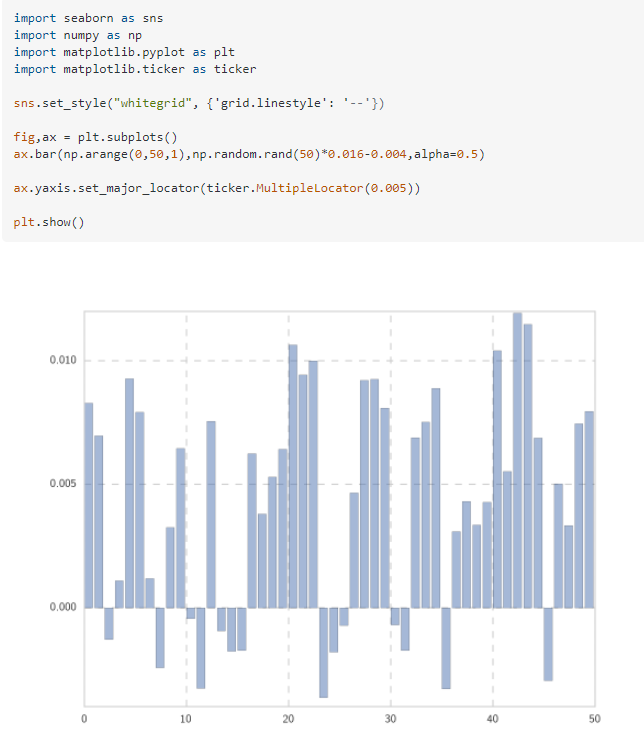 import seaborn as sns
import numpy as np
import matplotlib.pyplot as plt
import matplotlib.ticker as ticker
sns.set_style("whitegrid", {'grid.linestyle': '--'})
fig,ax = plt.subplots()
ax.bar(np.arange(0,50,1),np.random.rand(50)*0.016-0.004,alpha=0.5)
ax.yaxis.set_major_locator(ticker.MultipleLocator(0.005))
plt.show()
0.010
0.005
0.000
0 10 20 30 40 50